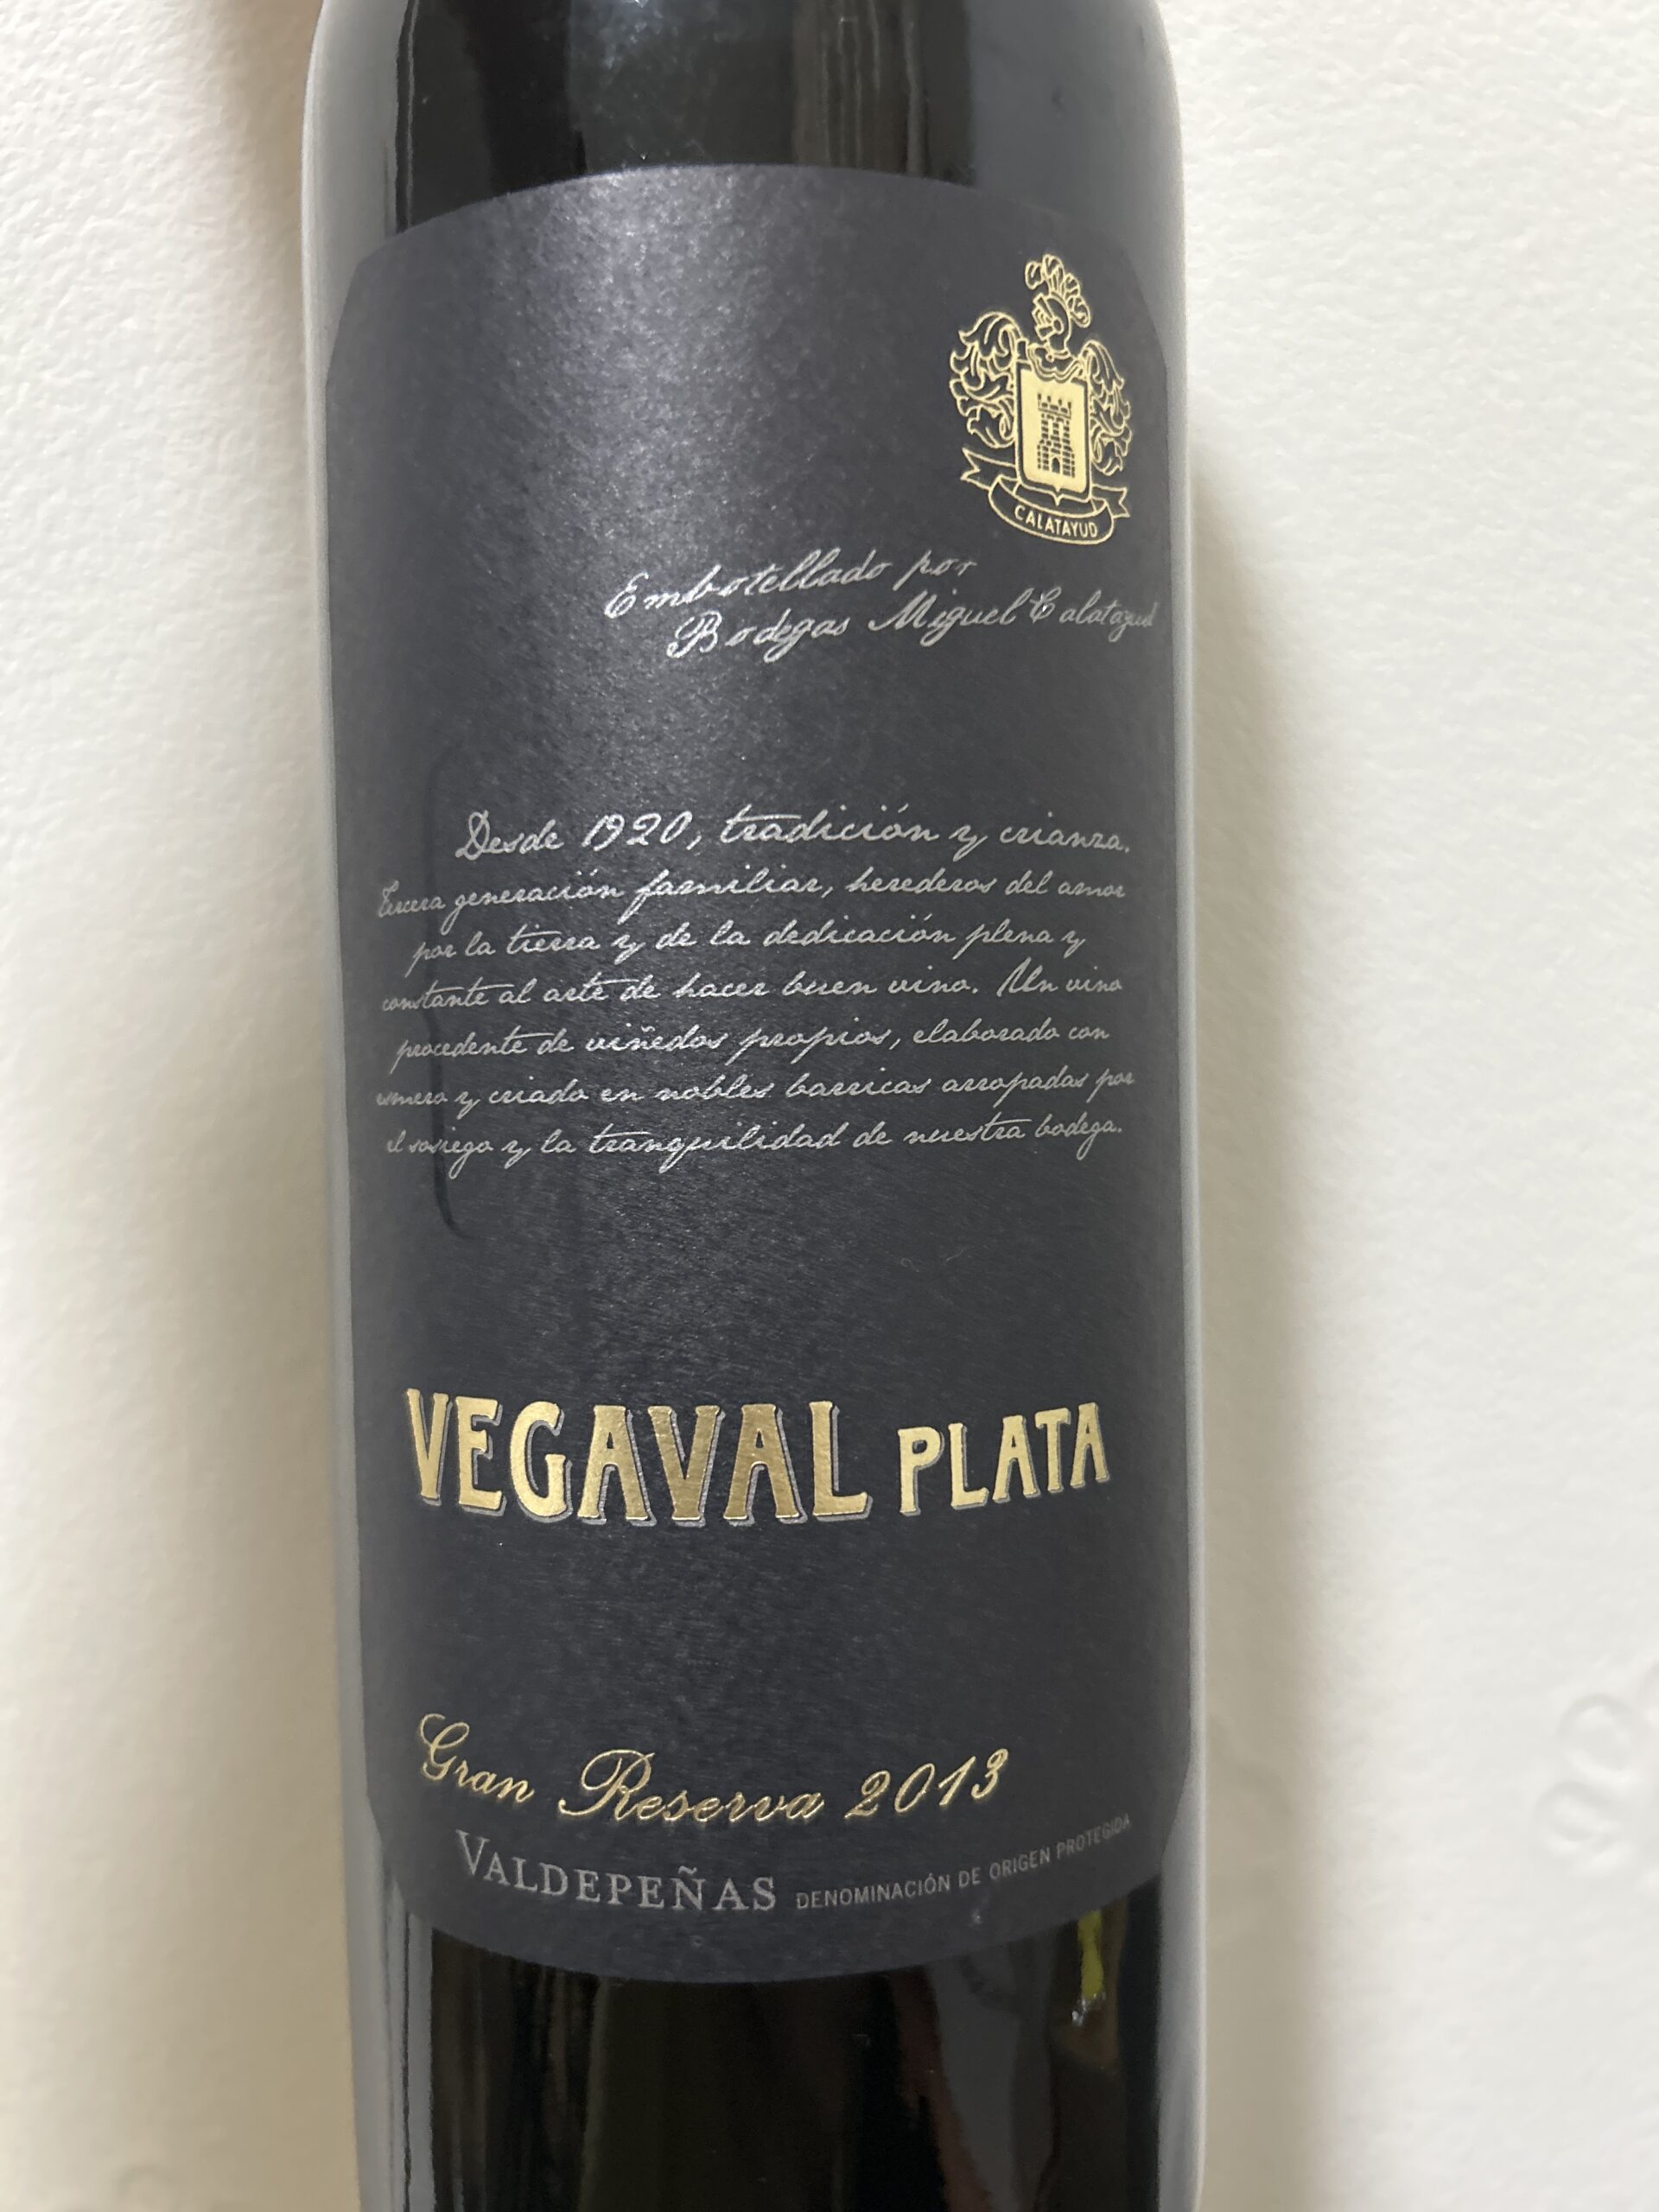 CALATAYUD
Embotellado por
Bodegas Miguel Calatayud
Desde 1920, tradición y crianza.
Tercera generación familiar, herederos del amor
por la tierra y de la dedicación plena y
constante al arte de hacer buen vino. Un vino
procedente de viñedos propios, elaborado con
esmero y criado en nobles barricas arropadas por
el sosiego y la tranquilidad de nuestra bodega.
VEGAVAL PLATA
Gran Reserva 2013
VALDEPEÑAS DENOMINACIÓN DE ORIGEN PROTEGIDA